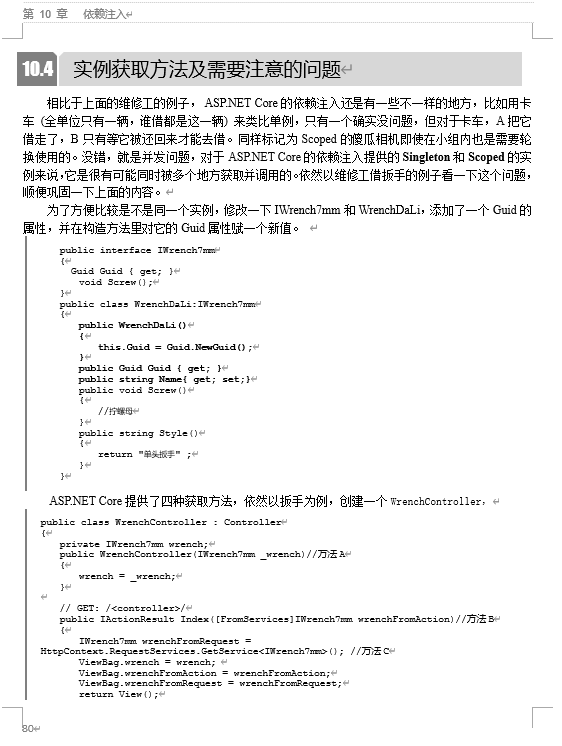 第 10 章 依赖注入
10.4 实例获取方法及需要注意的问题
相比于上面的维修工的例子， ASP.NET Core 的依赖注入还是有一些不一样的地方，比如用卡
车（全单位只有一辆，谁借都是这一辆）来类比单例，只有一个确实没问题，但对于卡车，A 把它
借走了，B 只有等它被还回来才能去借。同样标记为 Scoped 的傻瓜相机即使在小组内也是需要轮
换使用的。没错，就是并发问题，对于 ASP.NET Core 的依赖注入提供的 Singleton 和 Scoped 的实
例来说，它是很有可能同时被多个地方获取并调用的。依然以维修工借扳手的例子看一下这个问题，
顺便巩固一下上面的内容。
为了方便比较是不是同一个实例，修改一下 IWrench7mm 和 WrenchDaLi，添加了一个 Guid 的
属性，并在构造方法里对它的 Guid 属性赋一个新值。
public interface IWrench7mm
{
Guid Guid { get; }
void Screw();
}
public class WrenchDaLi:IWrench7mm
{
public WrenchDaLi()
{
this.Guid = Guid.NewGuid();
}
public Guid Guid { get; }
public string Name{ get; set;}
public void Screw()
{
//拧螺母
}
public string Style()
{
return "单头扳手" ;
}
}
ASP.NET Core 提供了四种获取方法，依然以扳手为例，创建一个 WrenchController，
public class WrenchController : Controller
{
private IWrench7mm wrench;
public WrenchController(IWrench7mm _wrench)//方法A
{
wrench = _wrench;
}
// GET: /<controller>/
public IActionResult Index([FromServices]IWrench7mm wrenchFromAction)//方法B
{
IWrench7mm wrenchFromRequest =
HttpContext.RequestServices.GetService<IWrench7mm>(); //方法C
ViewBag.wrench = wrench;
ViewBag.wrenchFromAction = wrenchFromAction;
ViewBag.wrenchFromRequest = wrenchFromRequest;
return View();
80